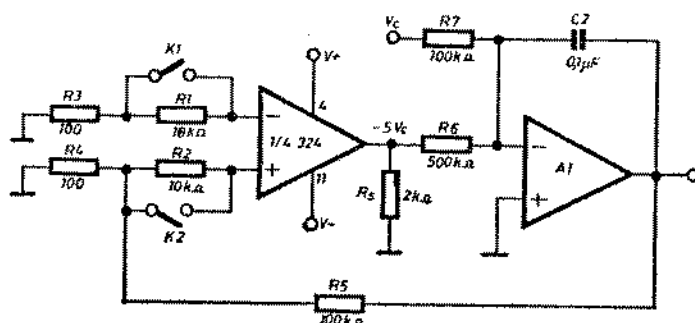 Vc
R7
100kΩ
C2
0,1µF
K1
V+
4
R3
100
R1
10kΩ
−
1/4 324
+
-5Vc
R6
500kΩ
−
A1
+
R4
100
R2
10kΩ
11
V+
R5
2kΩ
K2
R5
100kΩ